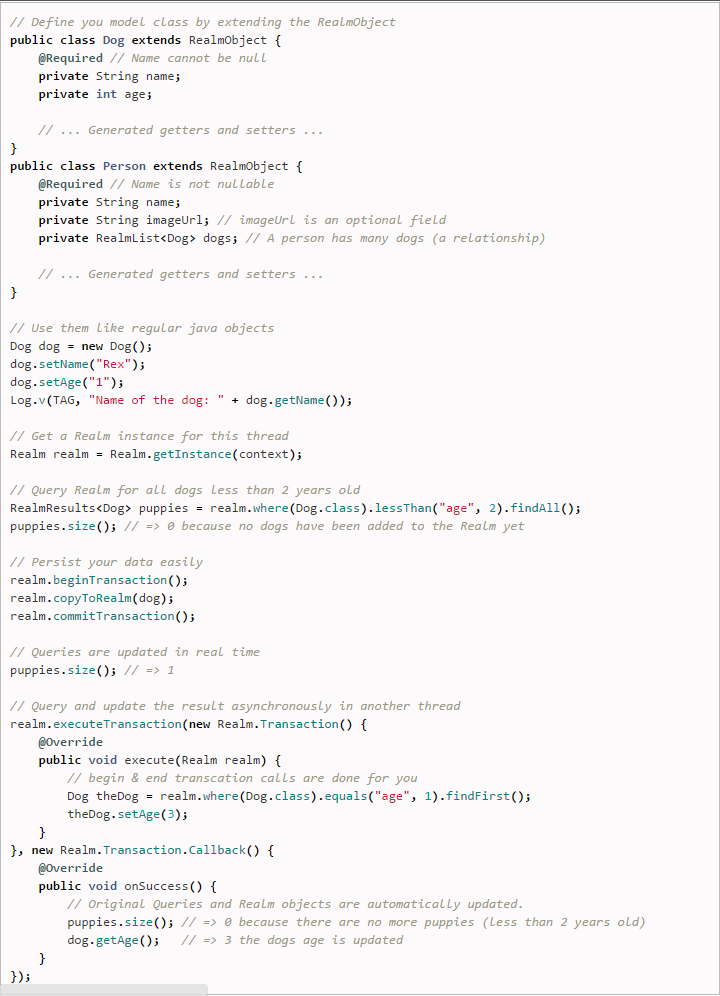 // Define you model class by extending the RealmObject
public class Dog extends RealmObject {
    @Required // Name cannot be null
    private String name;
    private int age;

    // ... Generated getters and setters ...
}
public class Person extends RealmObject {
    @Required // Name is not nullable
    private String name;
    private String imageUrl; // imageUrl is an optional field
    private RealmList<Dog> dogs; // A person has many dogs (a relationship)

    // ... Generated getters and setters ...
}

// Use them like regular java objects
Dog dog = new Dog();
dog.setName("Rex");
dog.setAge("1");
Log.v(TAG, "Name of the dog: " + dog.getName());

// Get a Realm instance for this thread
Realm realm = Realm.getInstance(context);

// Query Realm for all dogs less than 2 years old
RealmResults<Dog> puppies = realm.where(Dog.class).lessThan("age", 2).findAll();
puppies.size(); // => 0 because no dogs have been added to the Realm yet

// Persist your data easily
realm.beginTransaction();
realm.copyToRealm(dog);
realm.commitTransaction();

// Queries are updated in real time
puppies.size(); // => 1

// Query and update the result asynchronously in another thread
realm.executeTransaction(new Realm.Transaction() {
    @Override
    public void execute(Realm realm) {
        // begin & end transcation calls are done for you
        Dog theDog = realm.where(Dog.class).equals("age", 1).findFirst();
        theDog.setAge(3);
    }
}, new Realm.Transaction.Callback() {
    @Override
    public void onSuccess() {
        // Original Queries and Realm objects are automatically updated.
        puppies.size(); // => 0 because there are no more puppies (less than 2 years old)
        dog.getAge();   // => 3 the dogs age is updated
    }
});